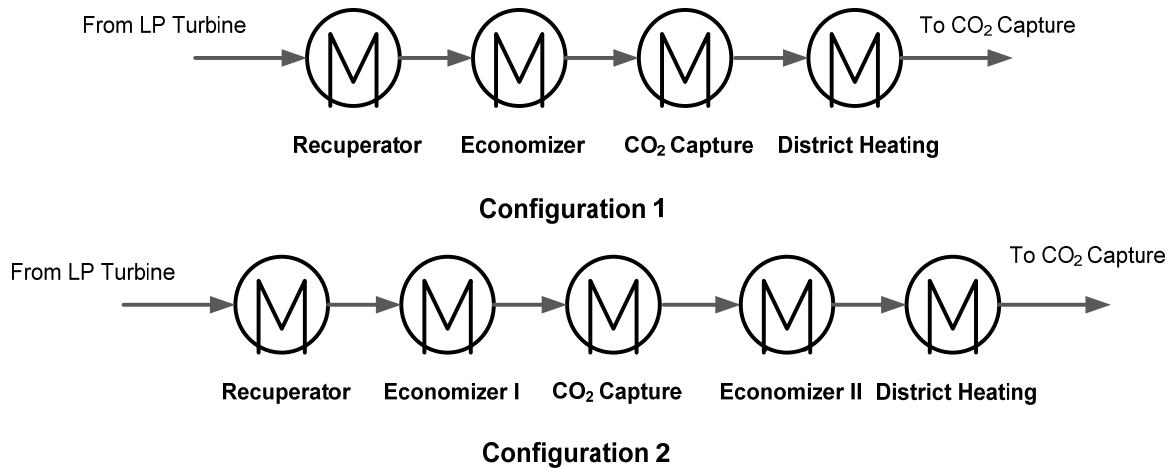 From LP Turbine
To CO₂ Capture
Recuperator
Economizer
CO₂ Capture
District Heating
Configuration 1
From LP Turbine
To CO₂ Capture
Recuperator
Economizer I
CO₂ Capture
Economizer II
District Heating
Configuration 2